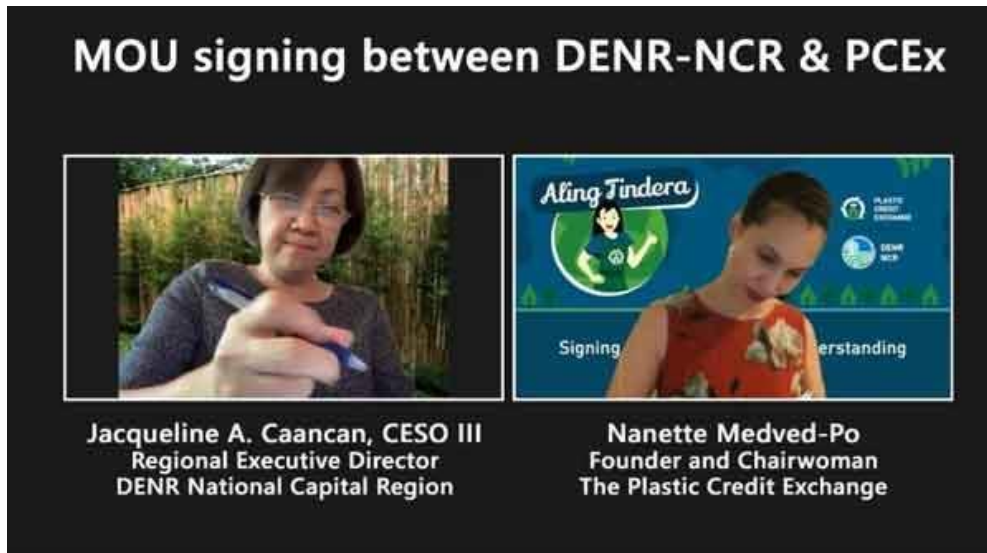 MOU signing between DENR-NCR & PCEx
Aling Tindera
PLASTIC
CREDIT
EXCHANGE
DENR
NCR
Signing erstanding
Jacqueline A. Caancan, CESO III
Regional Executive Director
DENR National Capital Region
Nanette Medved-Po
Founder and Chairwoman
The Plastic Credit Exchange